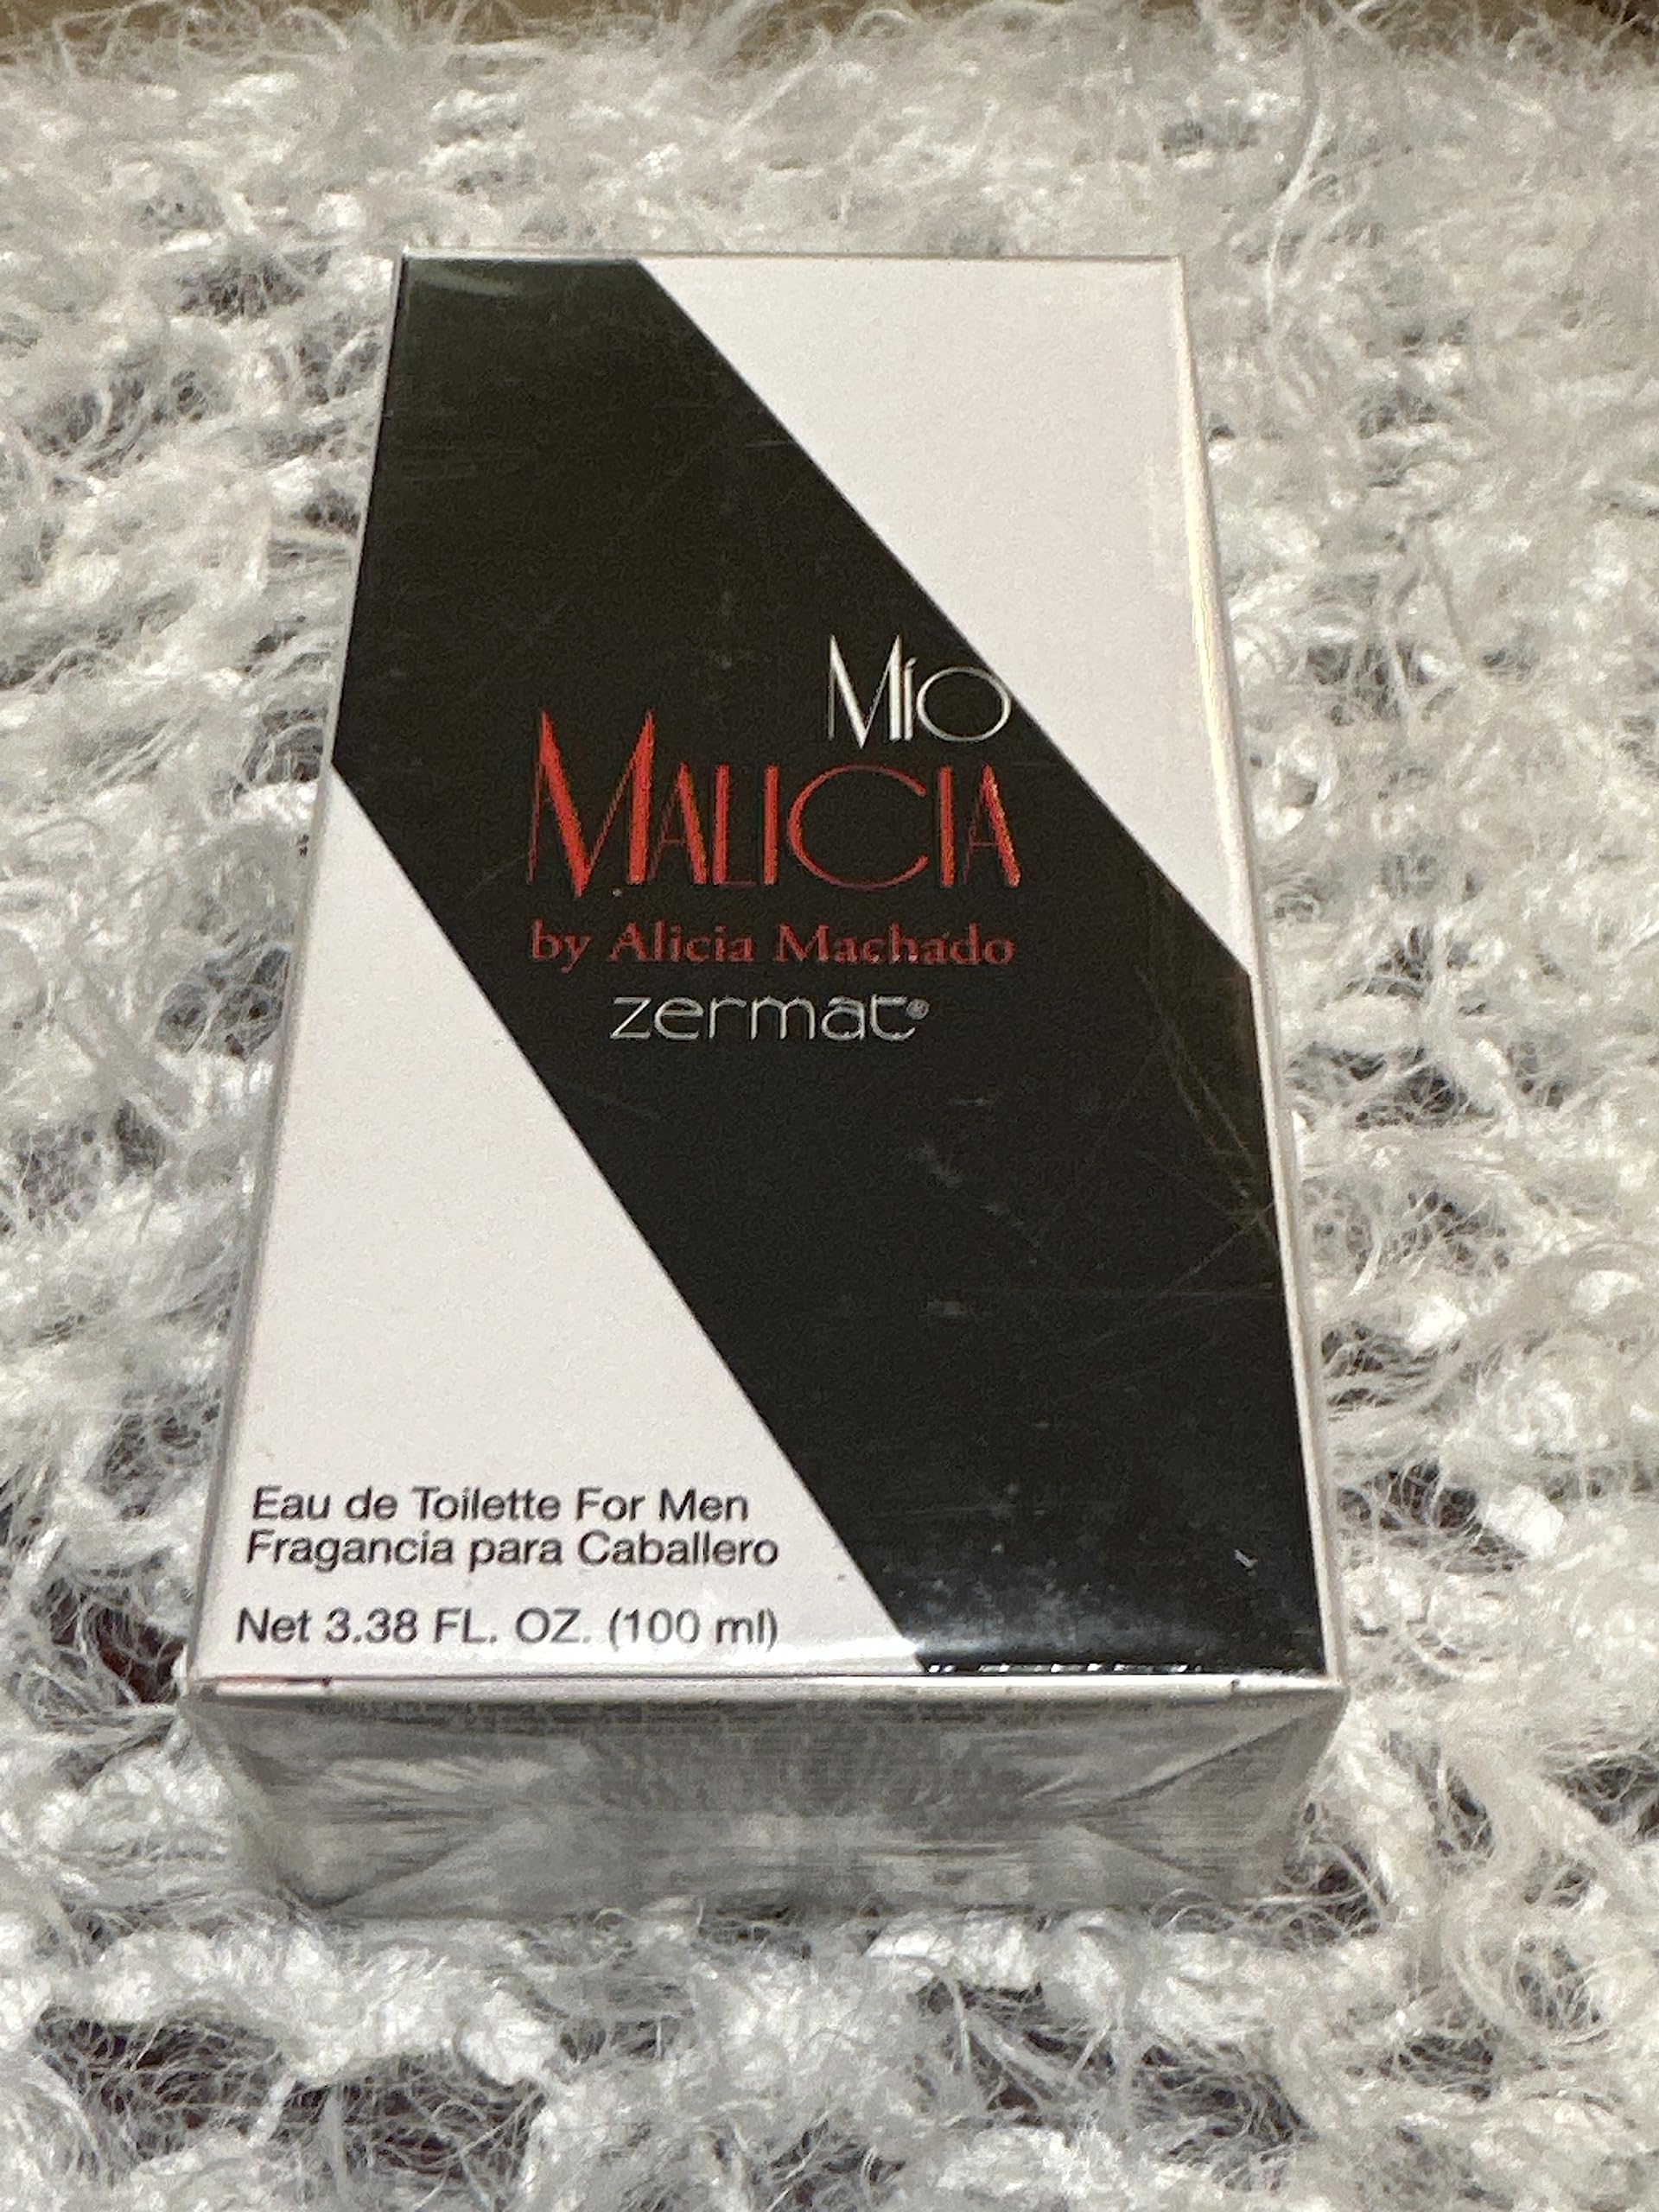 Mío
MALICIA
by Alicia Machado
zermat®
Eau de Toilette For Men
Fragancia para Caballero
Net 3.38 FL. OZ. (100 ml)